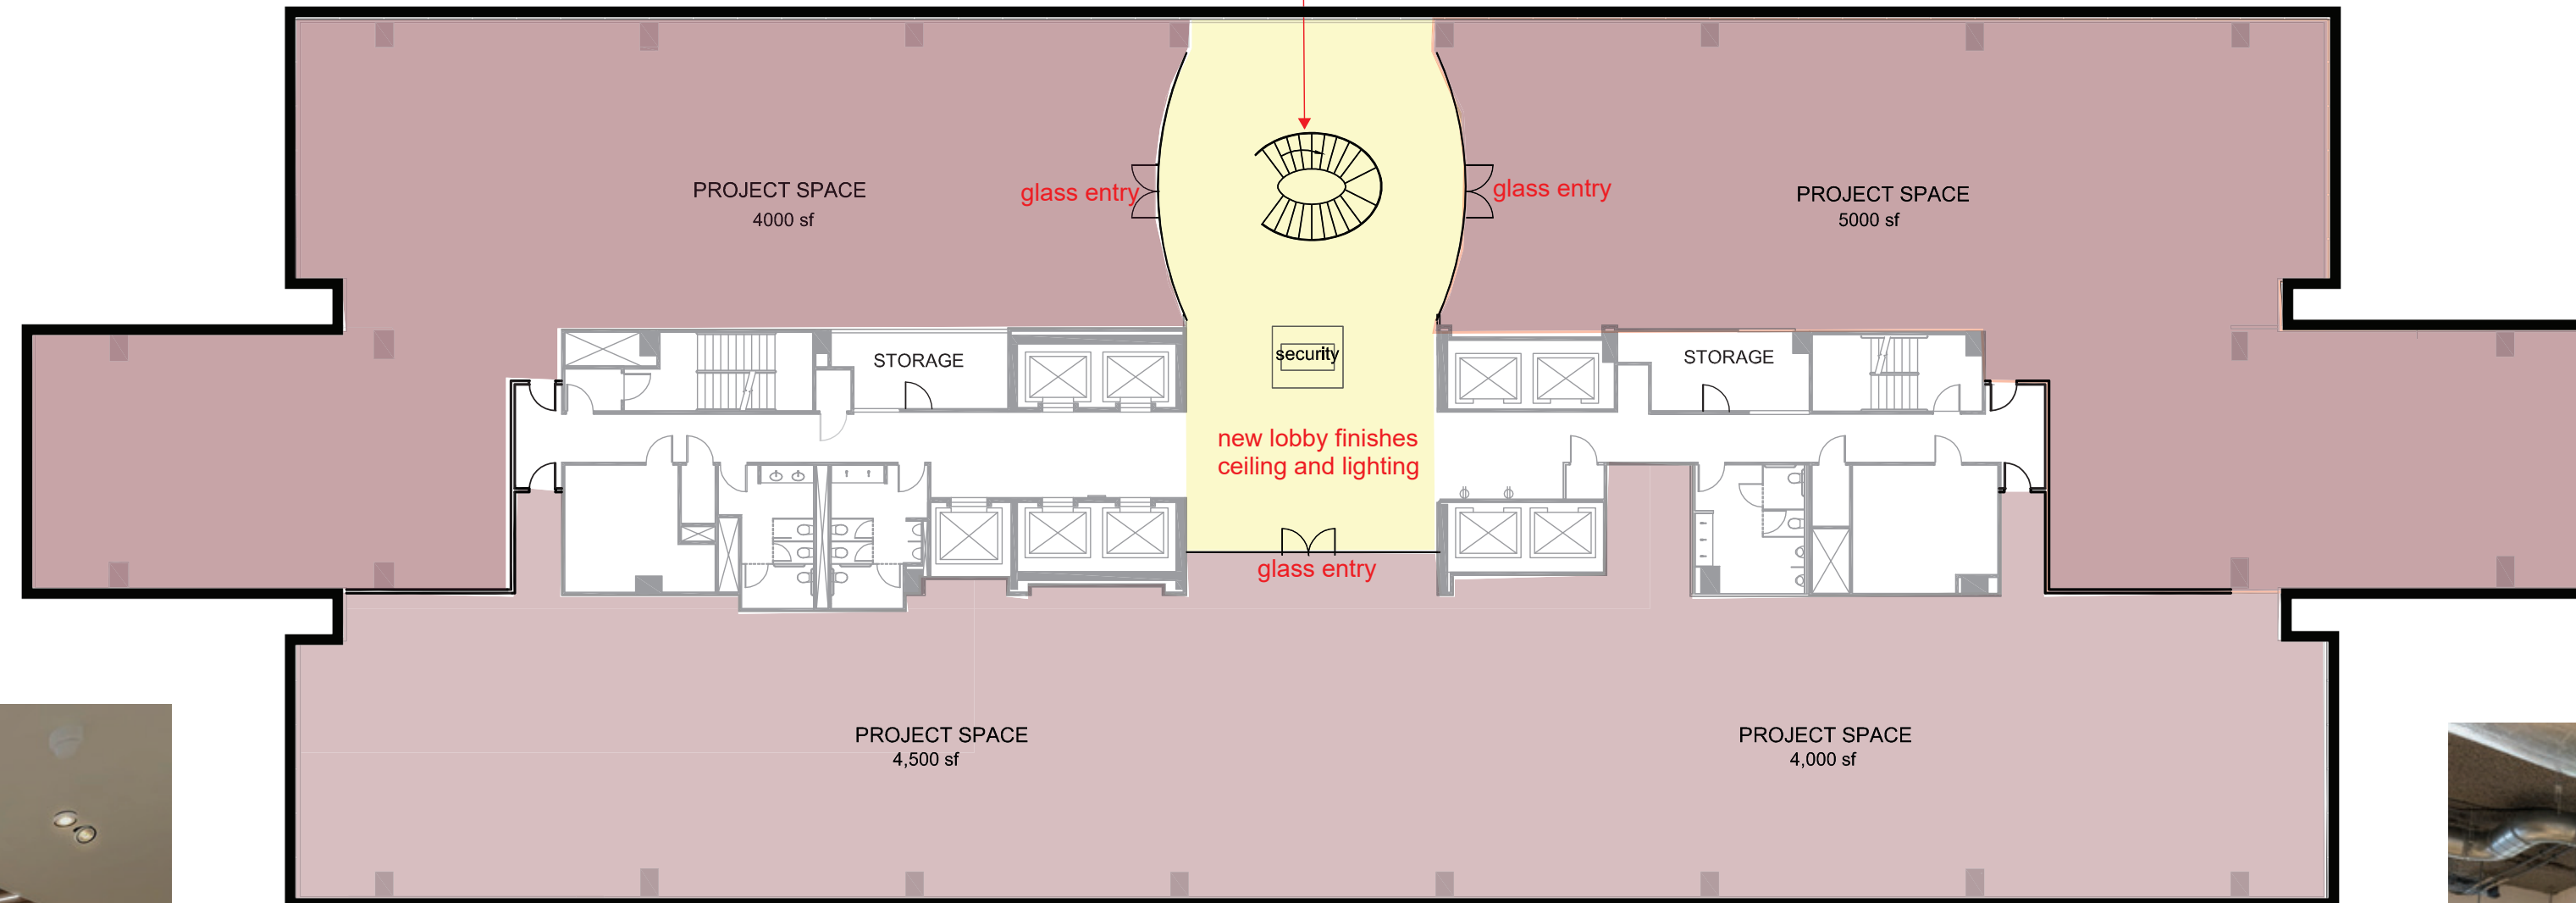 PROJECT SPACE
4000 sf
glass entry
glass entry
PROJECT SPACE
5000 sf
STORAGE
security
STORAGE
new lobby finishes
ceiling and lighting
glass entry
PROJECT SPACE
4,500 sf
PROJECT SPACE
4,000 sf